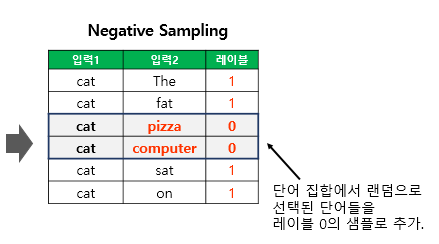 Negative Sampling
입력1 입력2 레이블
cat The 1
cat fat 1
cat pizza 0
cat computer 0
cat sat 1
cat on 1
단어 집합에서 랜덤으로
선택된 단어들을
레이블 0의 샘플로 추가.